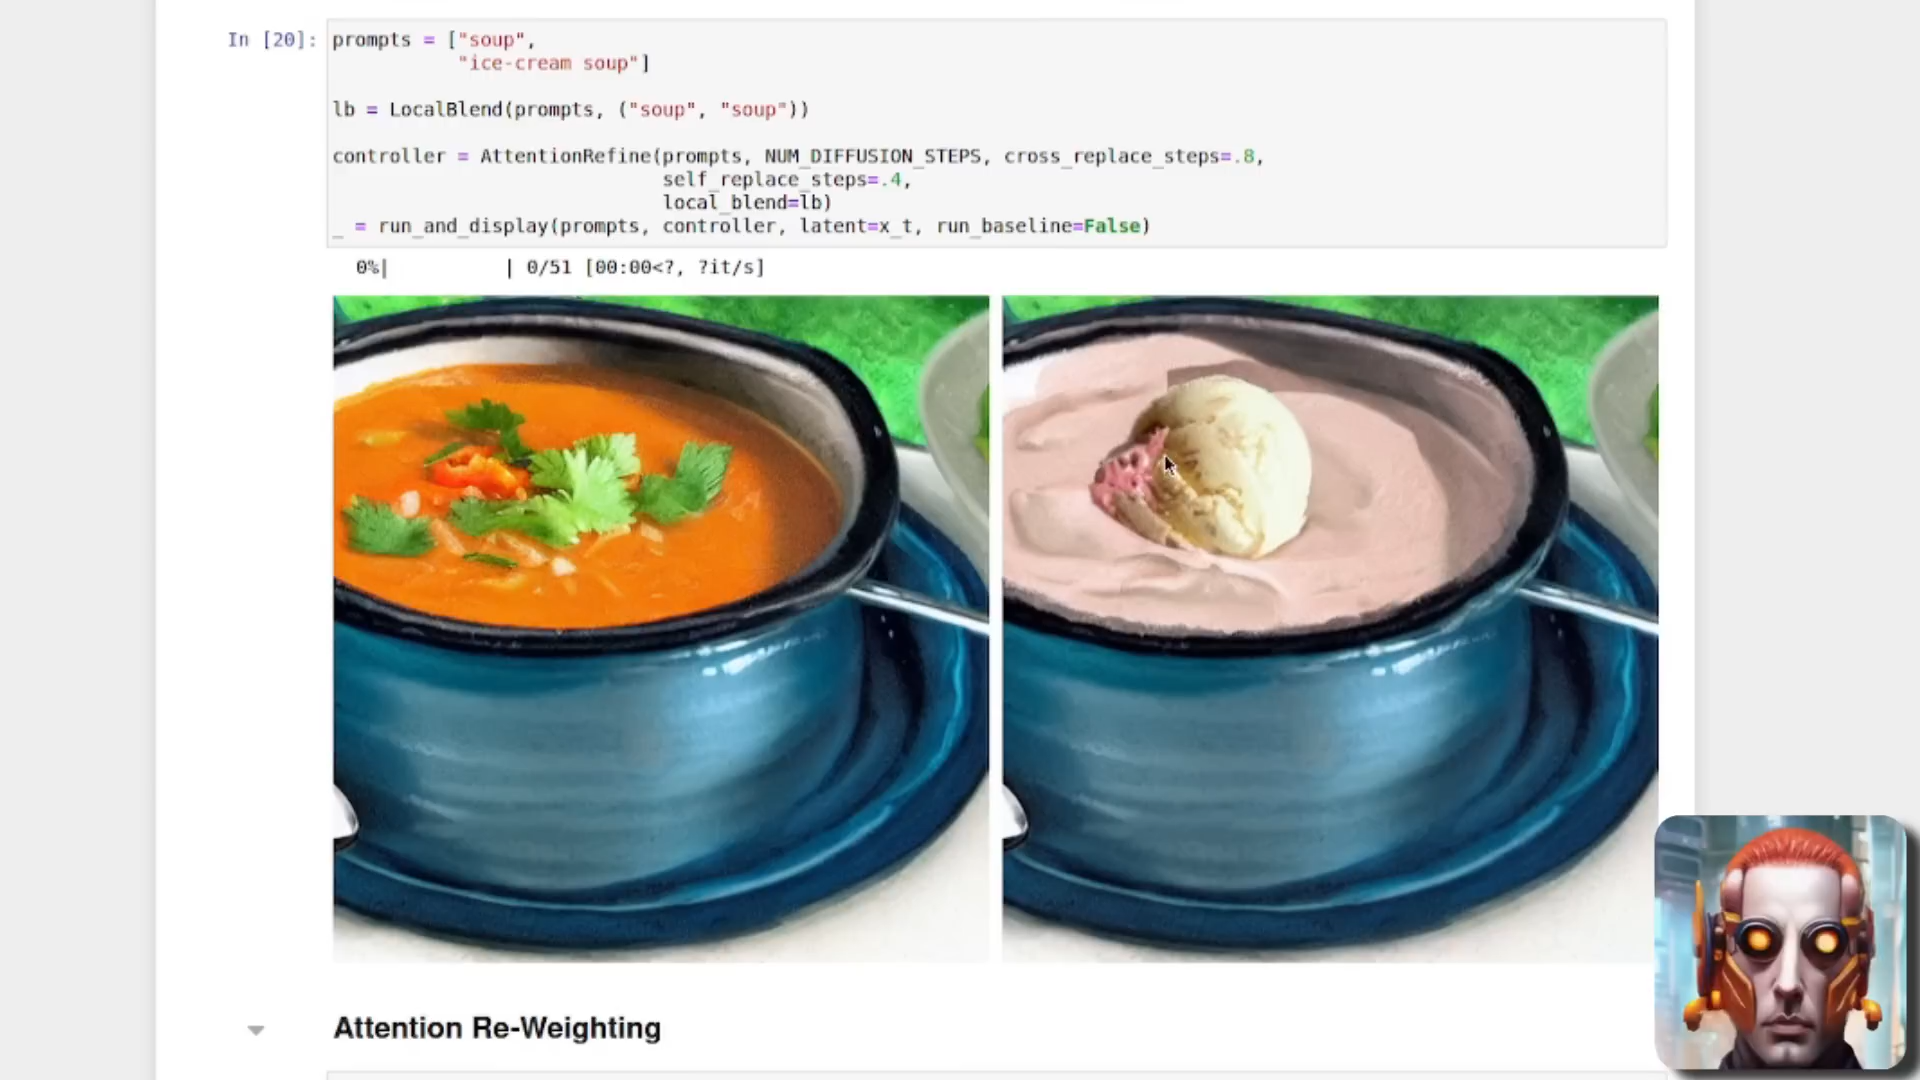 In [20]: prompts = ["soup",
"ice-cream soup"]
lb = LocalBlend(prompts, ("soup", "soup"))
controller = AttentionRefine(prompts, NUM_DIFFUSION_STEPS, cross_replace_steps=.8,
self_replace_steps=.4,
local_blend=lb)
_ = run_and_display(prompts, controller, latent=x_t, run_baseline=False)
0%| | 0/51 [00:00<?, ?it/s]
Attention Re-Weighting